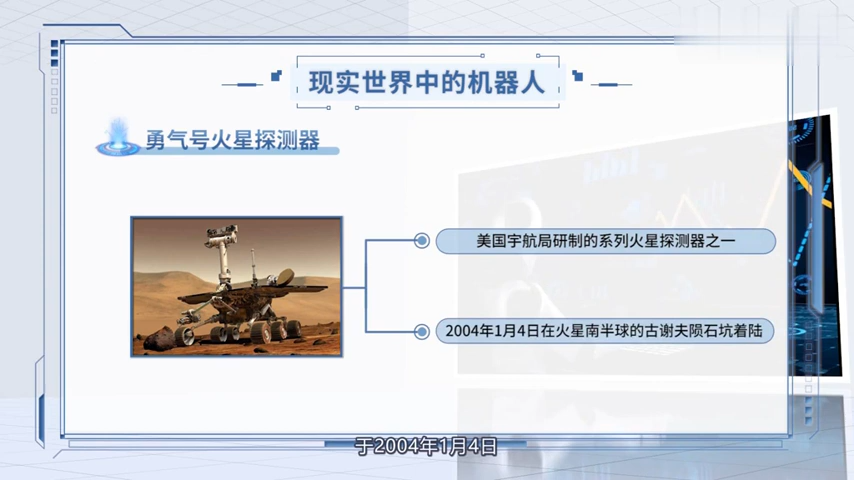 现实世界中的机器人
勇气号火星探测器
美国宇航局研制的系列火星探测器之一
2004年1月4日在火星南半球的古谢夫陨石坑着陆
于2004年1月4日